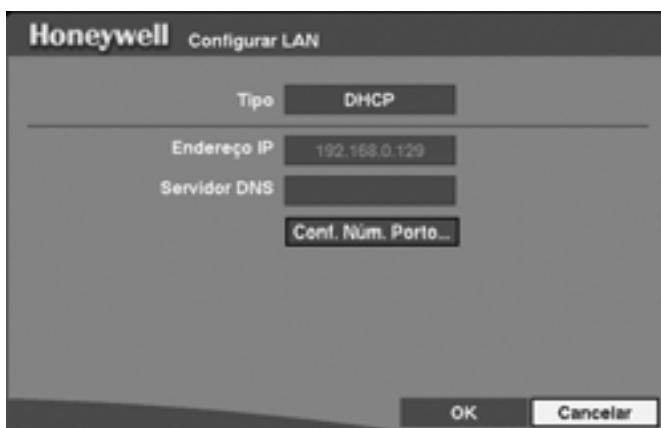 Honeywell Configurar LAN
Tipo DHCP
Endereço IP 192.168.0.129
Servidor DNS
Conf. Núm. Porto...
OK Cancelar